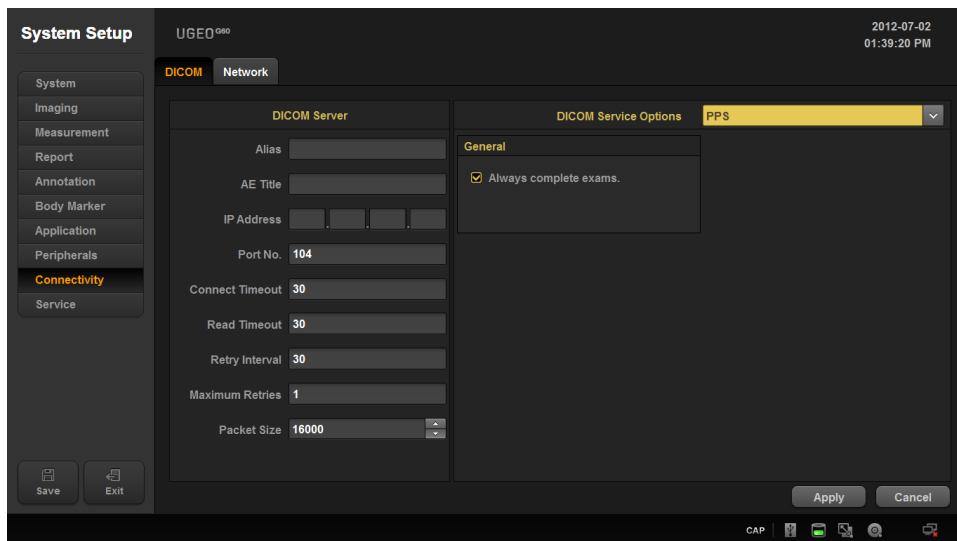 System Setup
UGEO G60
2012-07-02
01:39:20 PM
DICOM
Network
System
Imaging
Measurement
Report
Annotation
Body Marker
Application
Peripherals
Connectivity
Service
DICOM Server
Alias
AE Title
IP Address . . .
Port No. 104
Connect Timeout 30
Read Timeout 30
Retry Interval 30
Maximum Retries 1
Packet Size 16000
DICOM Service Options PPS
General
Always complete exams.
Save
Exit
Apply
Cancel
CAP